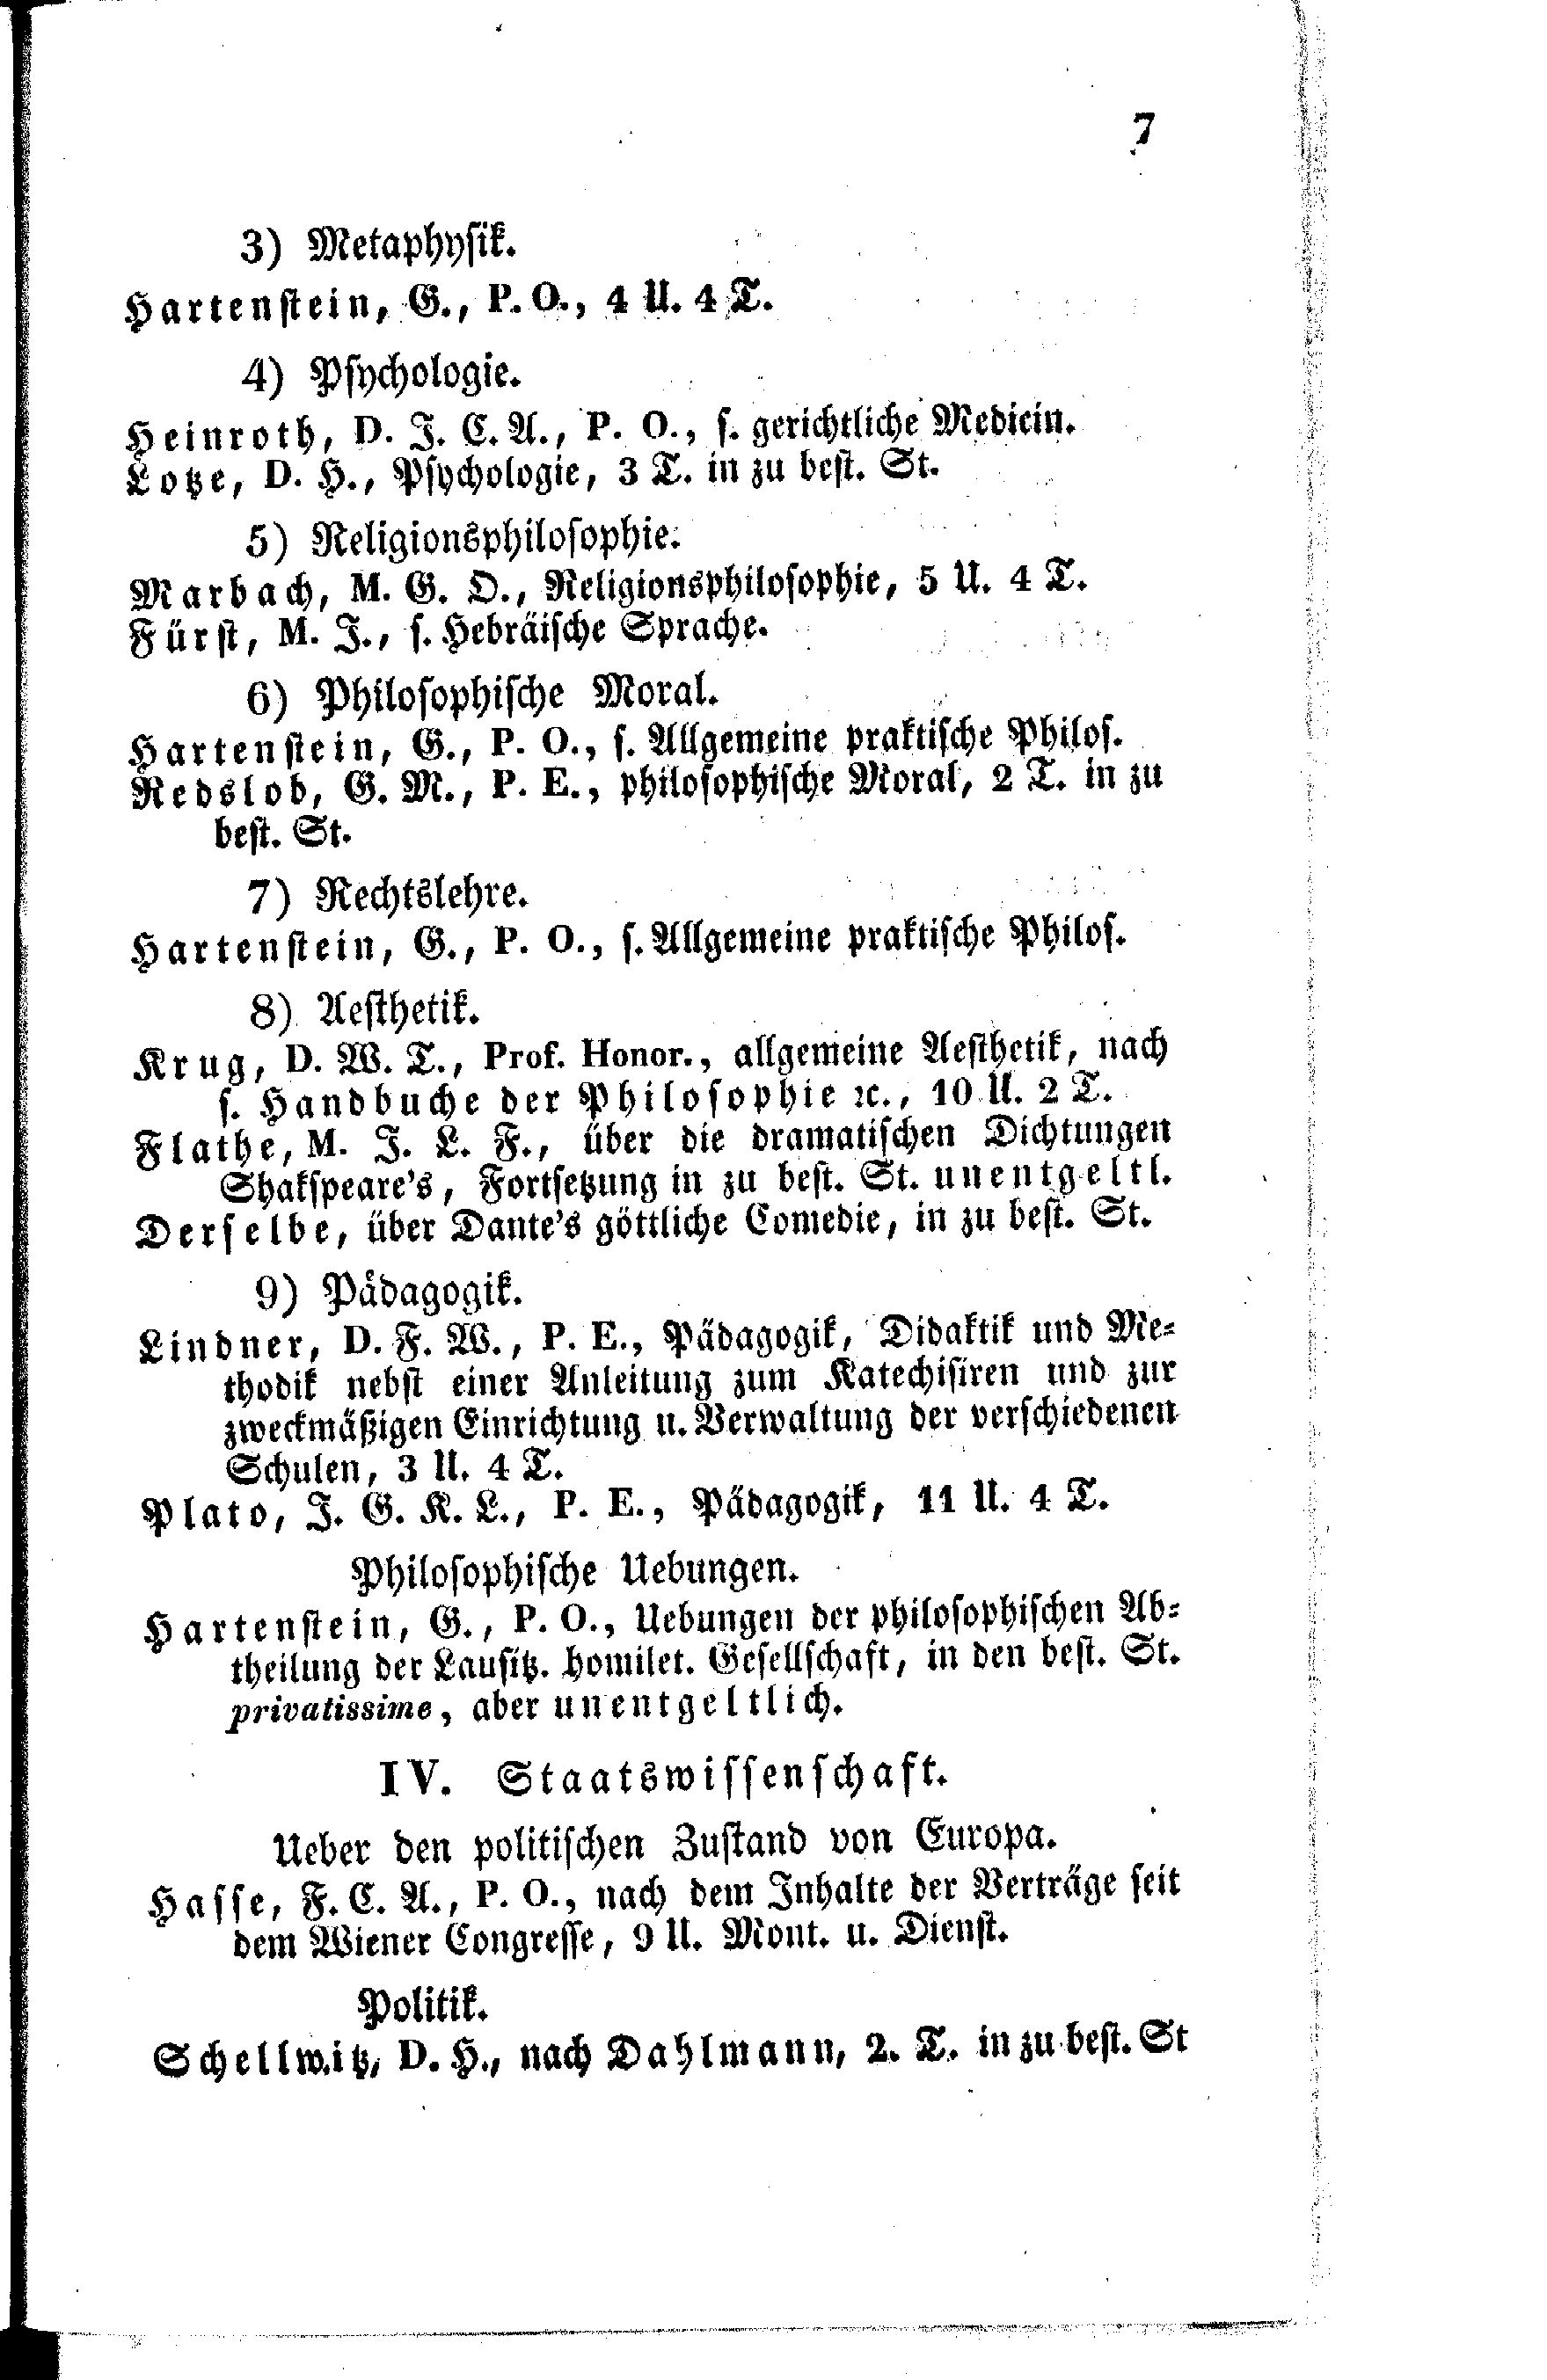 7
3) Metaphysik.
Hartenstein, G., P. O., 4 U. 4 T.
4) Psychologie.
Heinroth, D. J. C. A., P. O., s. gerichtliche Medicin.
Lotze, D. H., Psychologie, 3 T. in zu best. St.
5) Religionsphilosophie.
Marbach, M. G. O., Religionsphilosophie, 5 U. 4 T.
Fürst, M. J., s. Hebräische Sprache.
6) Philosophische Moral.
Hartenstein, G., P. O., s. Allgemeine praktische Philos.
Redslob, G. M., P. E., philosophische Moral, 2 T. in zu
best. St.
7) Rechtslehre.
Hartenstein, G., P. O., s. Allgemeine praktische Philos.
8) Aesthetik.
Krug, D. W. T., Prof. Honor., allgemeine Aesthetik, nach
s. Handbuche der Philosophie ꝛc., 10 U. 2 T.
Flathe, M. J. L. F., über die dramatischen Dichtungen
Shakspeare's, Fortsetzung in zu best. St. unentgeltl.
Derselbe, über Dante's göttliche Comedie, in zu best. St.
9) Pädagogik.
Lindner, D. F. W., P. E., Pädagogik, Didaktik und Me-
thodik nebst einer Anleitung zum Katechisiren und zur
zweckmäßigen Einrichtung u. Verwaltung der verschiedenen
Schulen, 3 U. 4 T.
Plato, J. G. K. L., P. E., Pädagogik, 11 U. 4 T.
Philosophische Uebungen.
Hartenstein, G., P. O., Uebungen der philosophischen Ab-
theilung der Lausitz. homilet. Gesellschaft, in den best. St.
privatissime, aber unentgeltlich.
IV. Staatswissenschaft.
Ueber den politischen Zustand von Europa.
Hasse, F. C. A., P. O., nach dem Inhalte der Verträge seit
dem Wiener Congresse, 9 U. Mont. u. Dienst.
Politik.
Schellwitz, D. H., nach Dahlmann, 2. T. in zu best. St